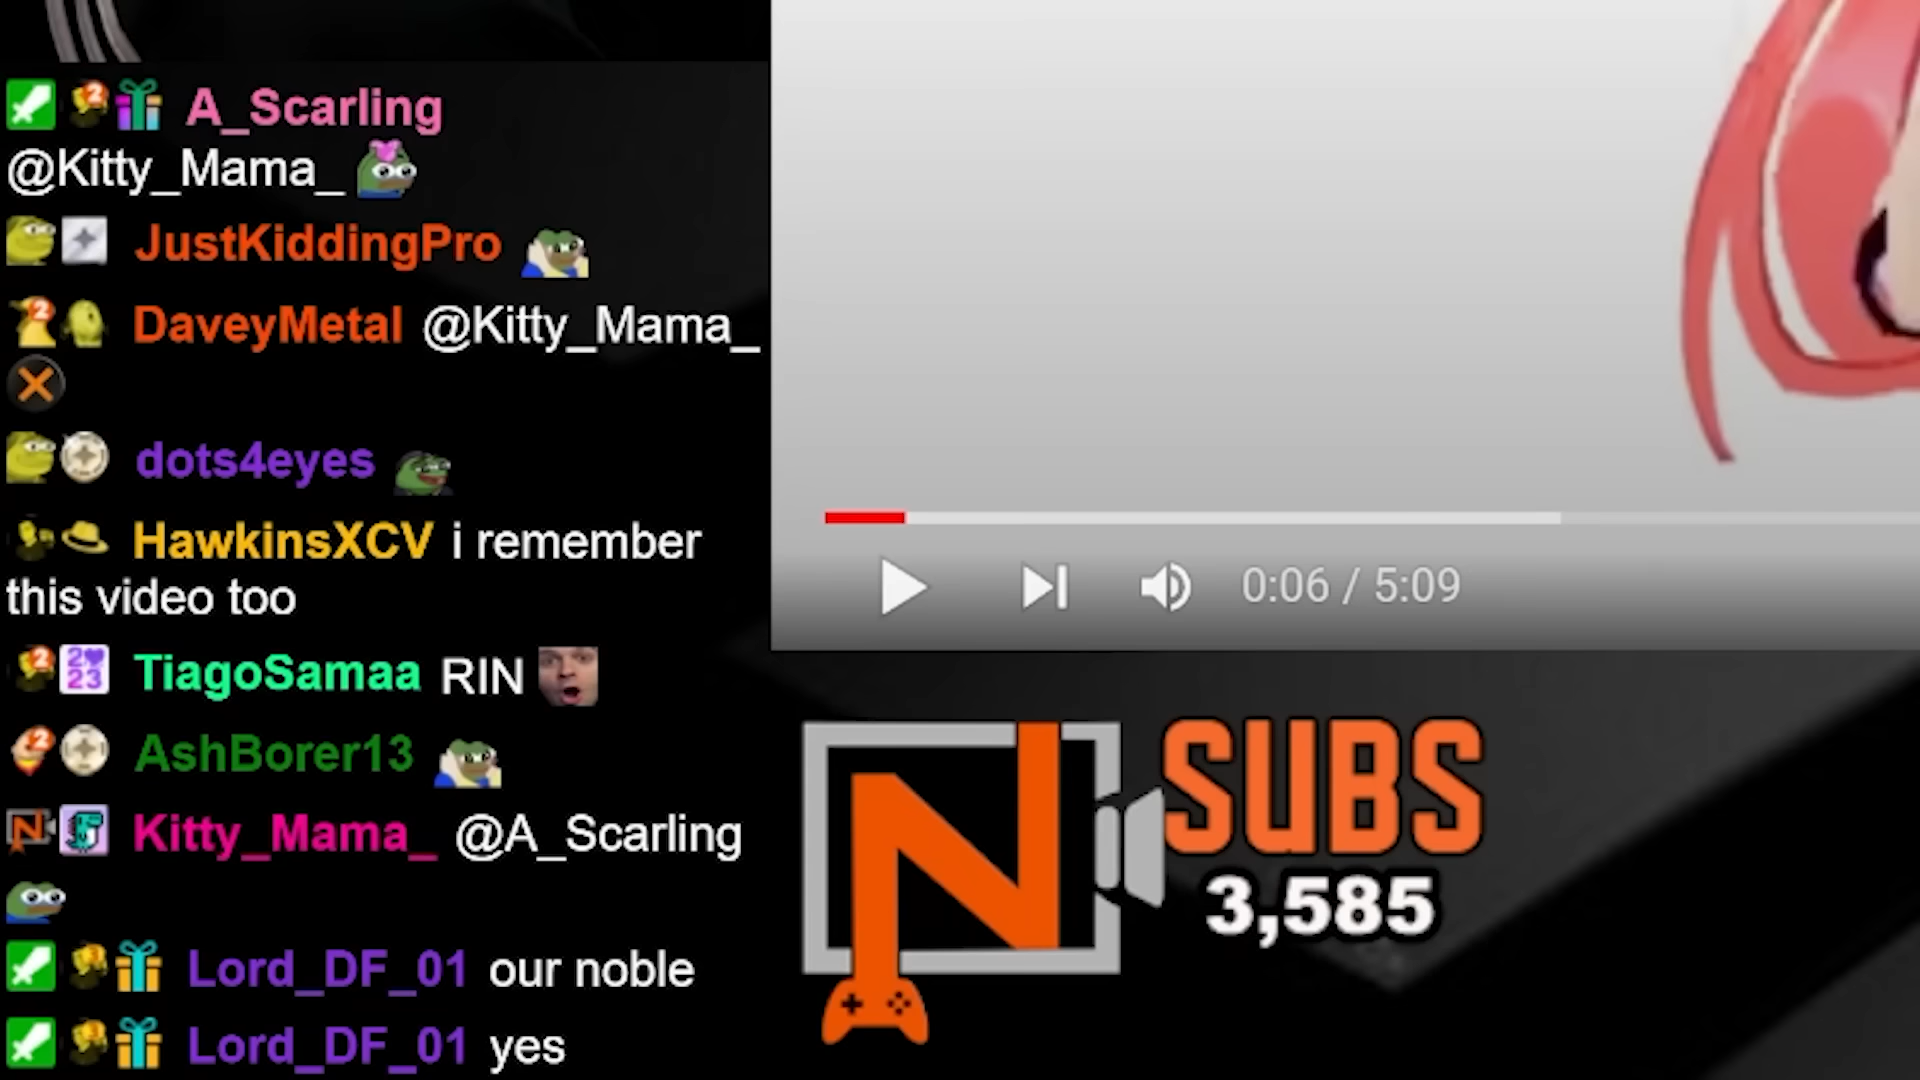 A_Scarling
@Kitty_Mama_
JustKiddingPro
DaveyMetal @Kitty_Mama_
dots4eyes
HawkinsXCV i remember
this video too
TiagoSamaa RIN
AshBorer13
Kitty_Mama_ @A_Scarling
Lord_DF_01 our noble
Lord_DF_01 yes
0:06 / 5:09
N
SUBS
3,585